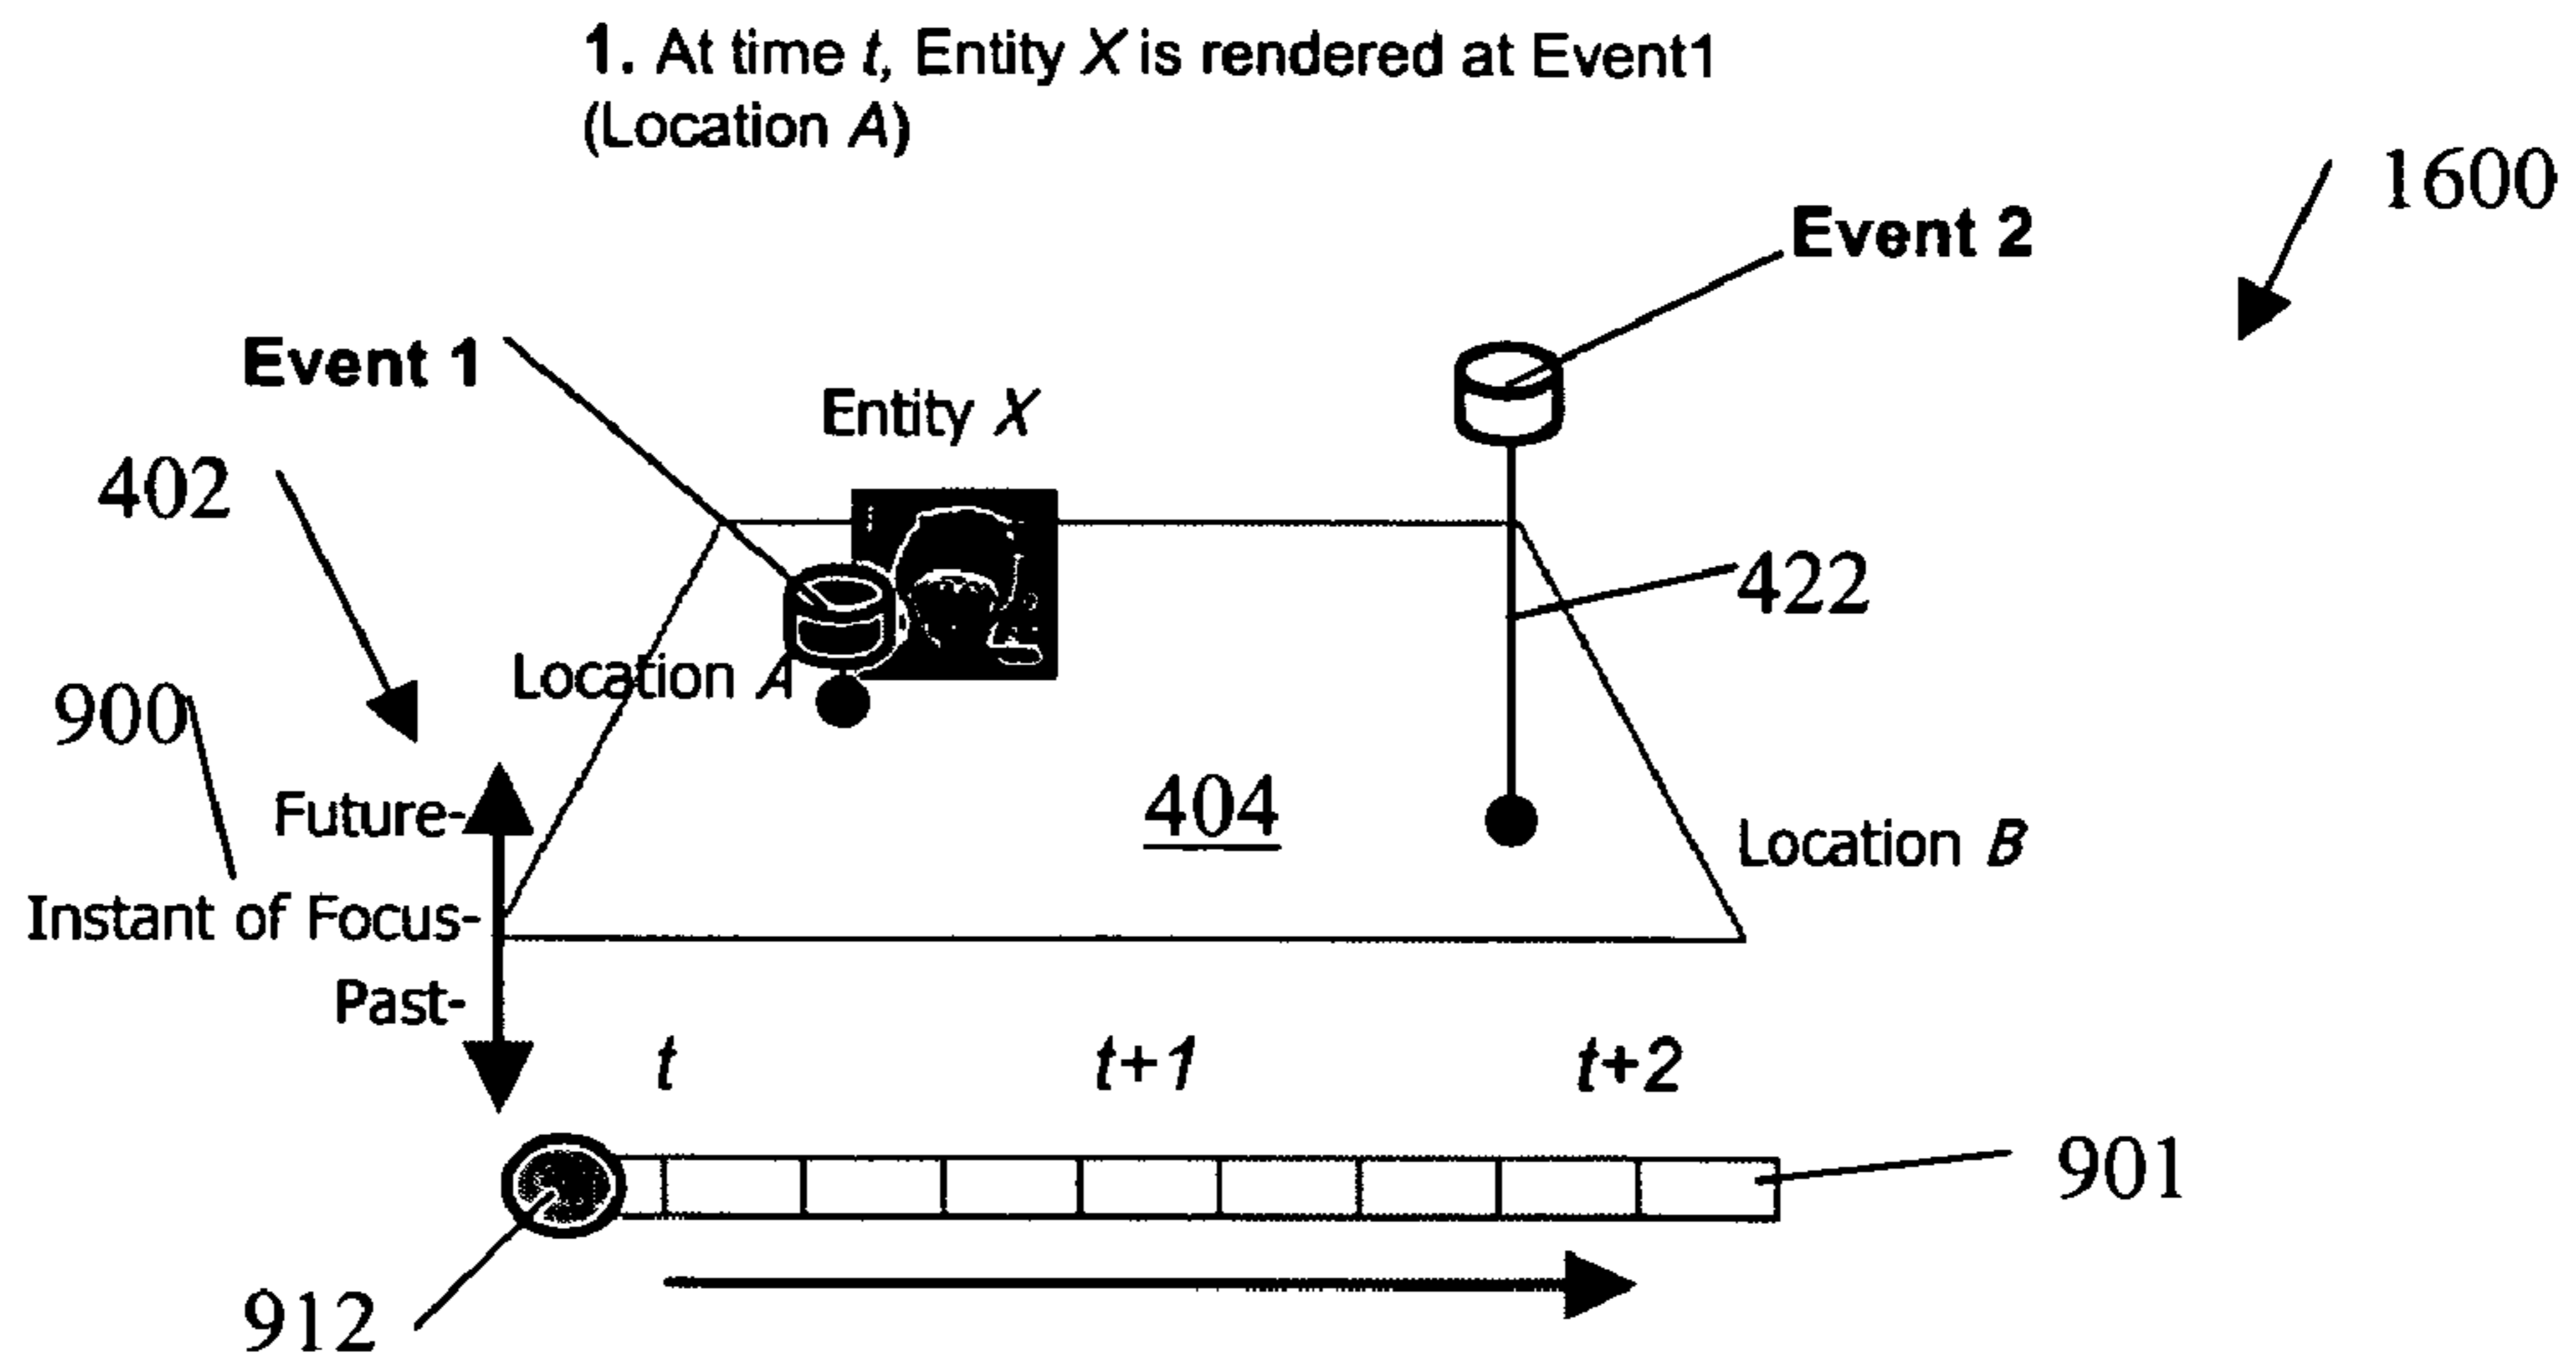 1. At time t, Entity X is rendered at Event1
(Location A)
1600
Event 2
Event 1
Entity X
402
422
Location A
900
404
Future-
Location B
Instant of Focus-
Past-
t t+1 t+2
901
912